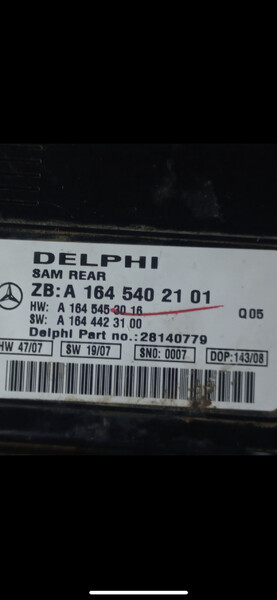 DELPHI
SAM REAR
ZB: A 164 540 21 01
HW: A 164 545 30 16
Q05
SW: A 164 442 31 00
Delphi Part no.:28140779
HW 47/07 SW 19/07 SNO: 0007 DOP:143/08